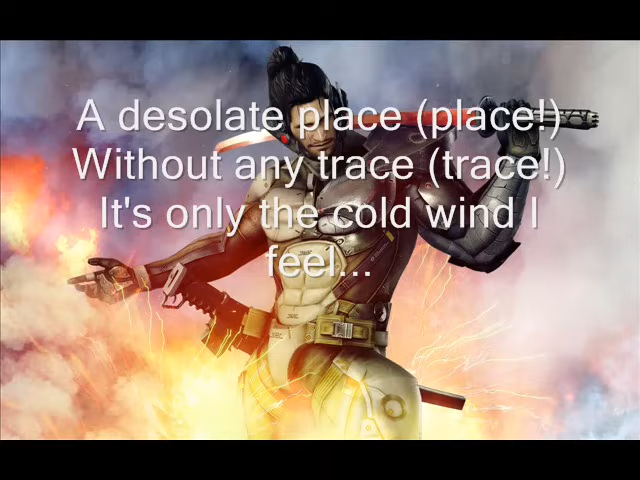 A desolate place (place!)
Without any trace (trace!)
It's only the cold wind I
feel...